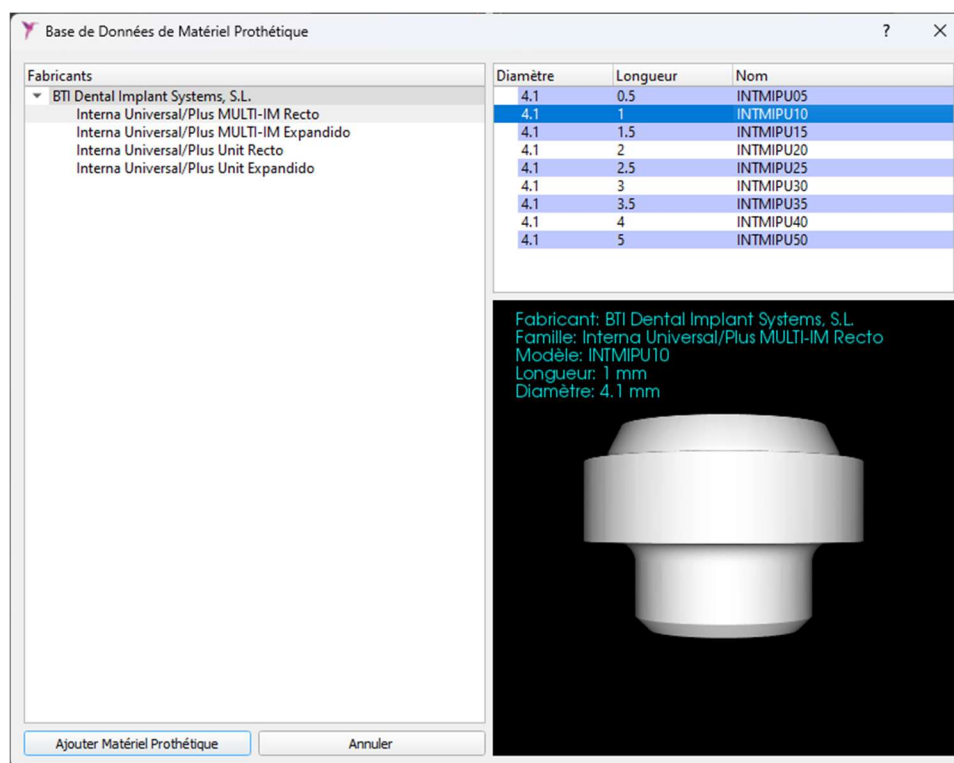 Base de Données de Matériel Prothétique
?
Fabricants
BTI Dental Implant Systems, S.L.
Interna Universal/Plus MULTI-IM Recto
Interna Universal/Plus MULTI-IM Expandido
Interna Universal/Plus Unit Recto
Interna Universal/Plus Unit Expandido
Diamètre Longueur Nom
4.1 0.5 INTMIPU05
4.1 1 INTMIPU10
4.1 1.5 INTMIPU15
4.1 2 INTMIPU20
4.1 2.5 INTMIPU25
4.1 3 INTMIPU30
4.1 3.5 INTMIPU35
4.1 4 INTMIPU40
4.1 5 INTMIPU50
Fabricant: BTI Dental Implant Systems, S.L.
Famille: Interna Universal/Plus MULTI-IM Recto
Modèle: INTMIPU10
Longueur: 1 mm
Diamètre: 4.1 mm
Ajouter Matériel Prothétique Annuler